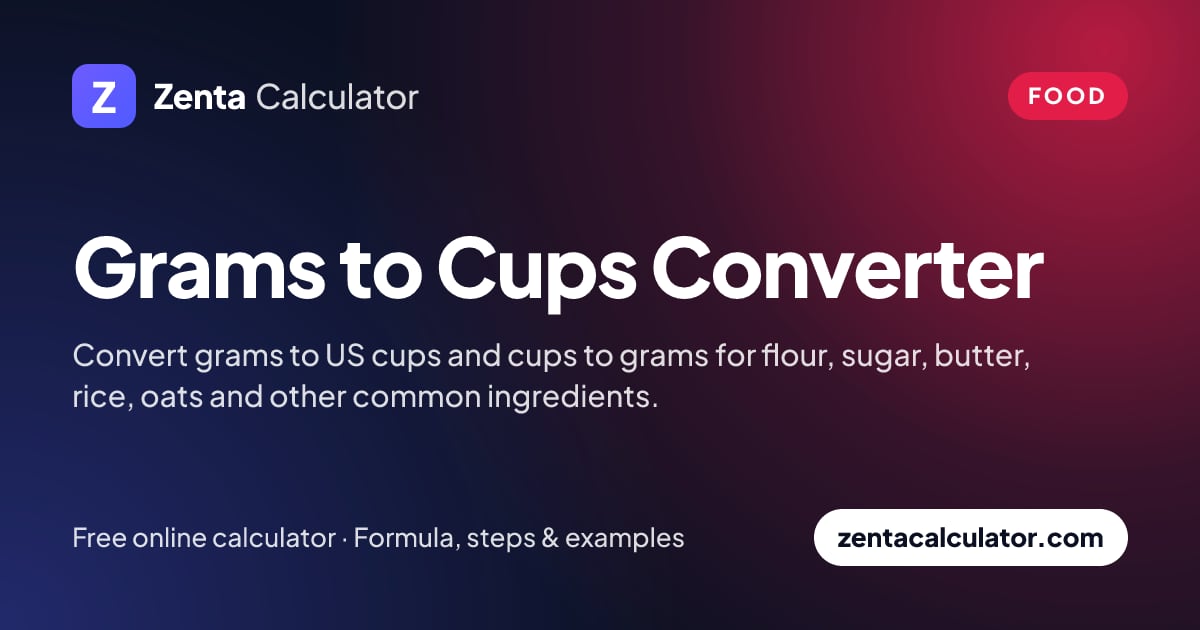 Z
Zenta Calculator
FOOD
Grams to Cups Converter
Convert grams to US cups and cups to grams for flour, sugar, butter,
rice, oats and other common ingredients.
Free online calculator · Formula, steps & examples
zentacalculator.com